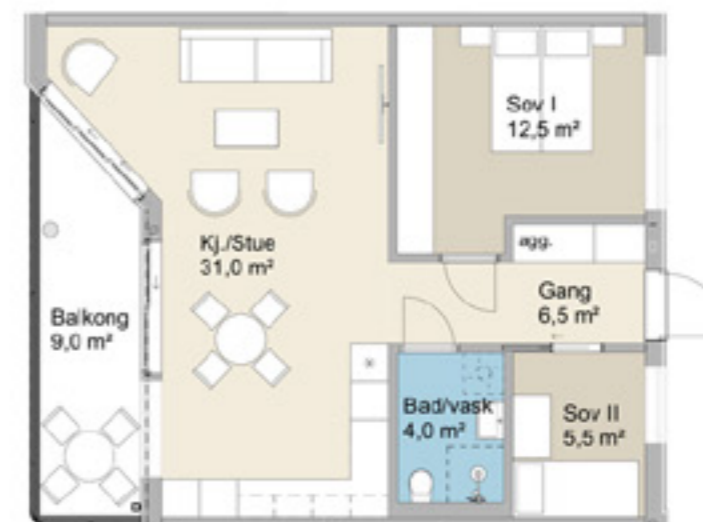 Sov I
12,5 m²
agg.
Kj./Stue
31,0 m²
Gang
6,5 m²
Balkong
9,0 m²
Bad/vask
4,0 m²
Sov II
5,5 m²